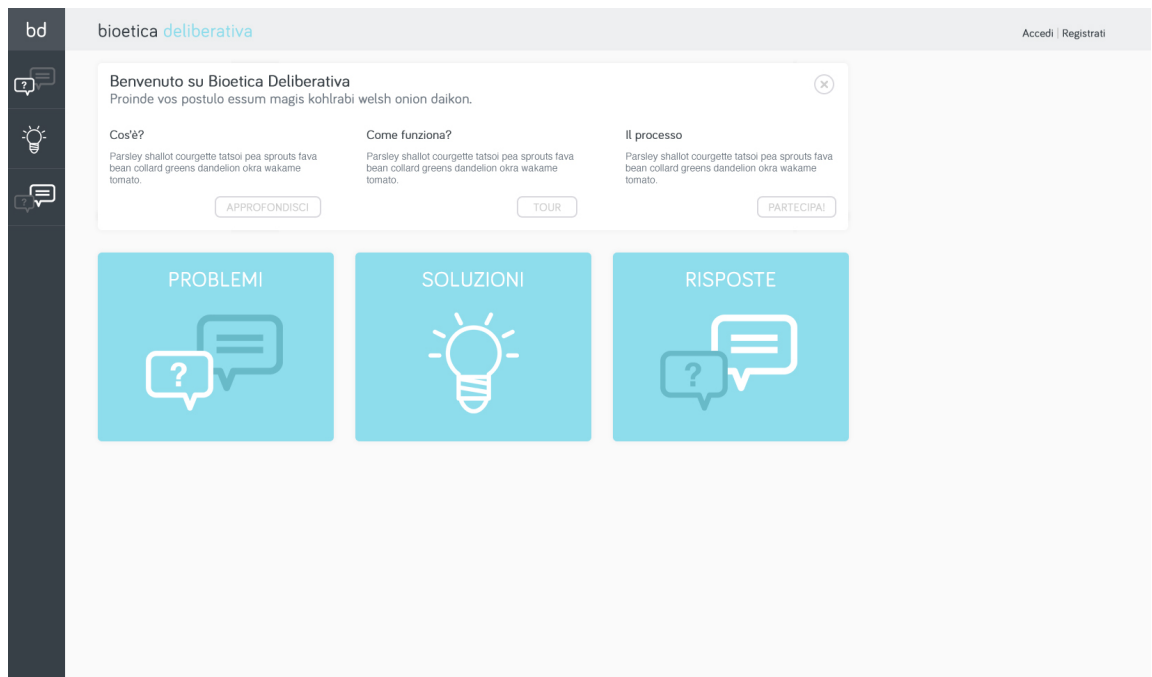 bd
bioetica deliberativa
Accedi | Registrati
Benvenuto su Bioetica Deliberativa
Proinde vos postulo essum magis kohlrabi welsh onion daikon.
Cos'è?
Parsley shallot courgette tatsoi pea sprouts fava
bean collard greens dandelion okra wakame
tomato.
APPROFONDISCI
Come funziona?
Parsley shallot courgette tatsoi pea sprouts fava
bean collard greens dandelion okra wakame
tomato.
TOUR
Il processo
Parsley shallot courgette tatsoi pea sprouts fava
bean collard greens dandelion okra wakame
tomato.
PARTECIPA!
PROBLEMI
?
SOLUZIONI
RISPOSTE
?
?
?